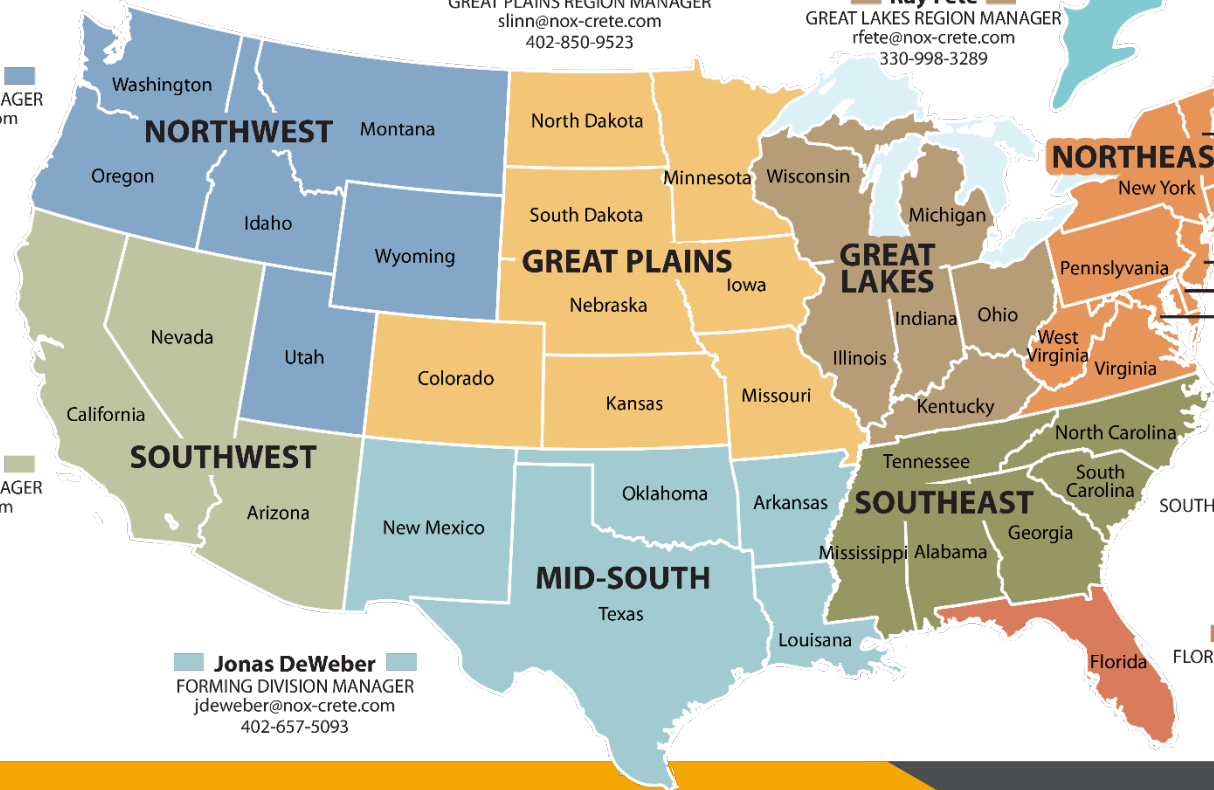 GREAT PLAINS REGION MANAGER
slinn@nox-crete.com
402-850-9523
Ray Fete
GREAT LAKES REGION MANAGER
rfete@nox-crete.com
330-998-3289
AGER
om
Washington
NORTHWEST
Montana
Oregon
Idaho
Wyoming
Utah
North Dakota
Minnesota
South Dakota
GREAT PLAINS
Iowa
Nebraska
Colorado
Kansas
Missouri
Wisconsin
Michigan
GREAT
LAKES
Indiana
Ohio
Illinois
Kentucky
NORTHEAS
New York
Pennslyvania
West
Virginia
Virginia
Nevada
California
SOUTHWEST
Arizona
AGER
m
New Mexico
Oklahoma
Arkansas
MID-SOUTH
Texas
Louisana
North Carolina
Tennessee
South
Carolina
SOUTHEAST
Georgia
Mississippi
Alabama
SOUTH
Florida
FLOR
Jonas DeWeber
FORMING DIVISION MANAGER
jdeweber@nox-crete.com
402-657-5093